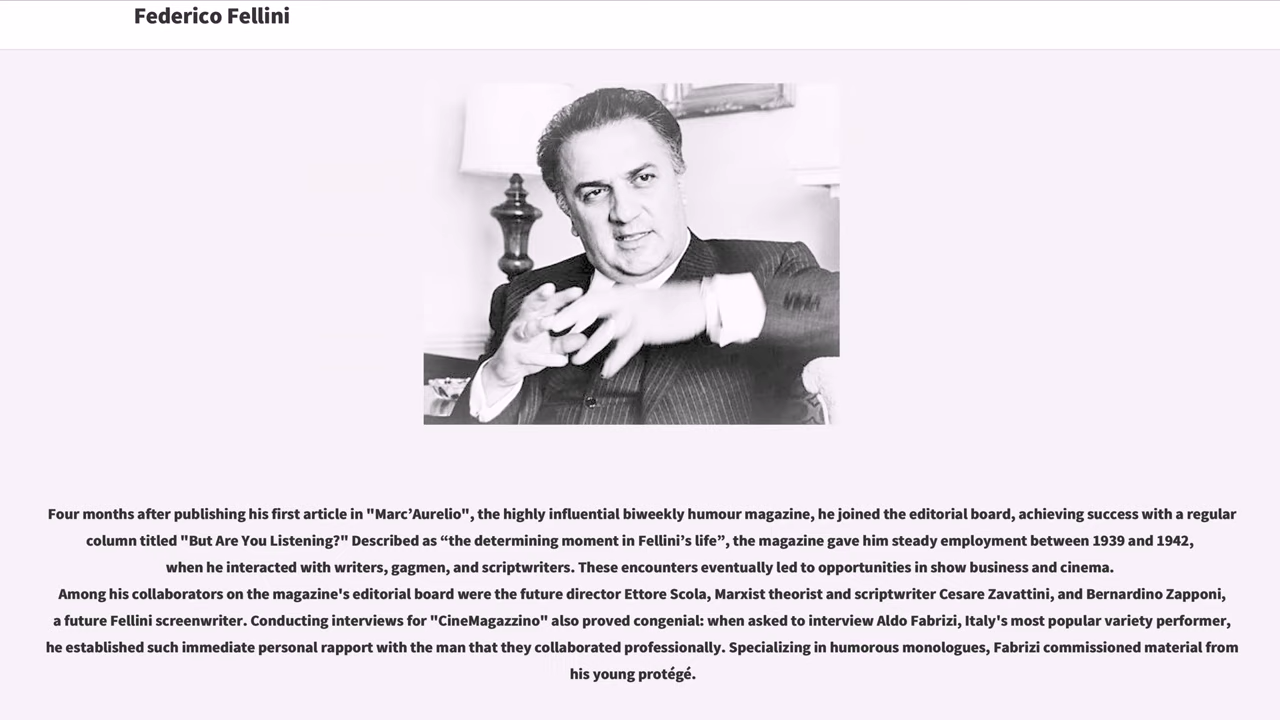 Federico Fellini
Four months after publishing his first article in "Marc’Aurelio", the highly influential biweekly humour magazine, he joined the editorial board, achieving success with a regular
column titled "But Are You Listening?" Described as “the determining moment in Fellini’s life”, the magazine gave him steady employment between 1939 and 1942,
when he interacted with writers, gagmen, and scriptwriters. These encounters eventually led to opportunities in show business and cinema.
Among his collaborators on the magazine's editorial board were the future director Ettore Scola, Marxist theorist and scriptwriter Cesare Zavattini, and Bernardino Zapponi,
a future Fellini screenwriter. Conducting interviews for "CineMagazzino" also proved congenial: when asked to interview Aldo Fabrizi, Italy's most popular variety performer,
he established such immediate personal rapport with the man that they collaborated professionally. Specializing in humorous monologues, Fabrizi commissioned material from
his young protégé.